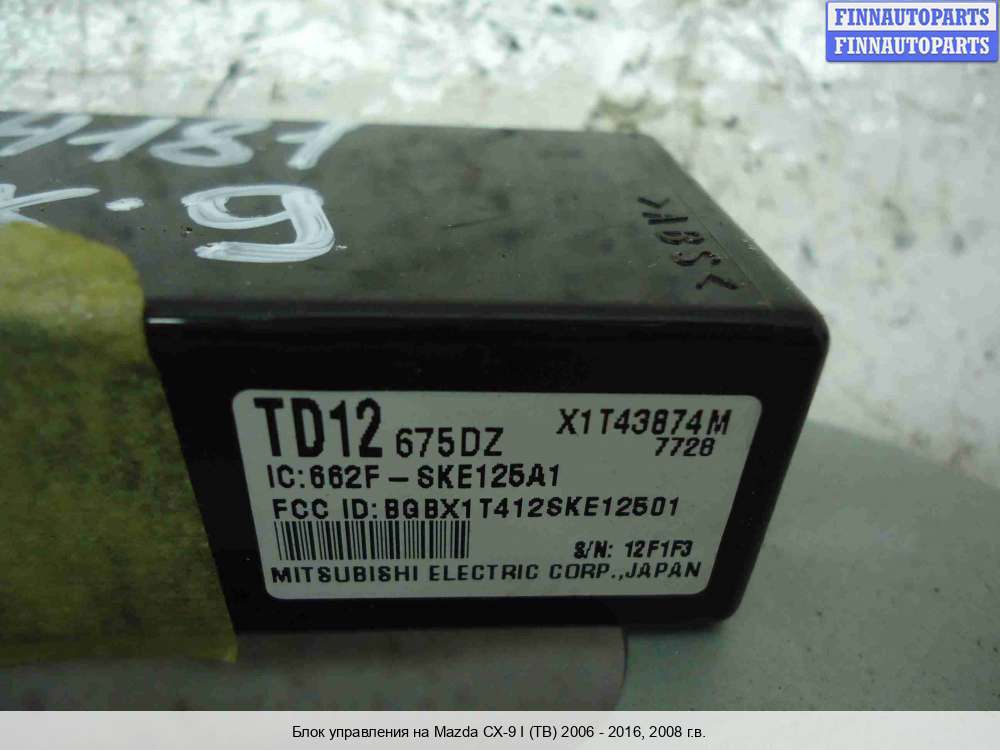 FINNAUTOPARTS
FINNAUTOPARTS
>ABS<
TD12 675DZ
X1T43874M
7728
IC:662F-SKE125A1
FCC ID:BGBX1T412SKE12501
S/N: 12F1F3
MITSUBISHI ELECTRIC CORP.,JAPAN
Блок управления на Mazda CX-9 I (TB) 2006 - 2016, 2008 г.в.